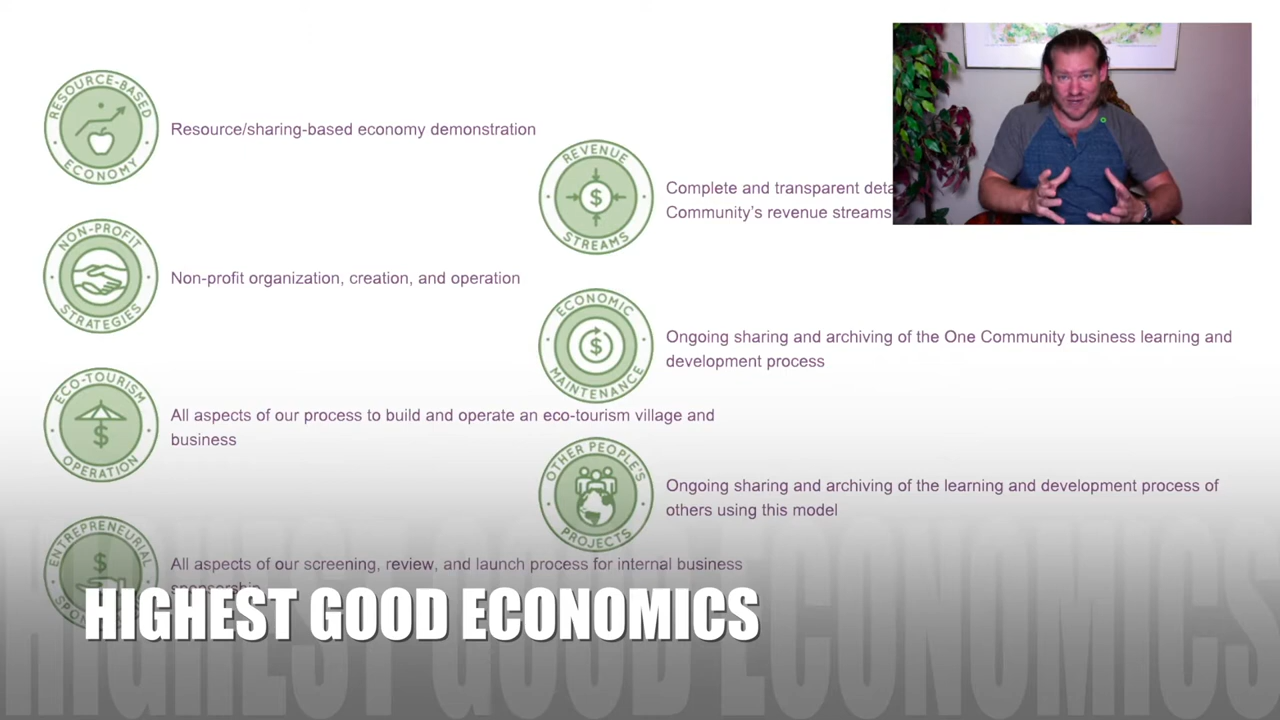 RESOURCE-BASED
ECONOMY
Resource/sharing-based economy demonstration
NON-PROFIT
STRATEGIES
Non-profit organization, creation, and operation
ECO-TOURISM
OPERATION
All aspects of our process to build and operate an eco-tourism village and
business
ENTREPRENEURIAL
All aspects of our screening, review, and launch process for internal business
sponsorship
REVENUE
STREAMS
Complete and transparent
Community's revenue streams
ECONOMIC
MAINTENANCE
Ongoing sharing and archiving of the One Community business learning and
development process
OTHER PEOPLE'S
PROJECTS
Ongoing sharing and archiving of the learning and development process of
others using this model
HIGHEST GOOD ECONOMICS
HIGHEST GOOD ECONOMICS